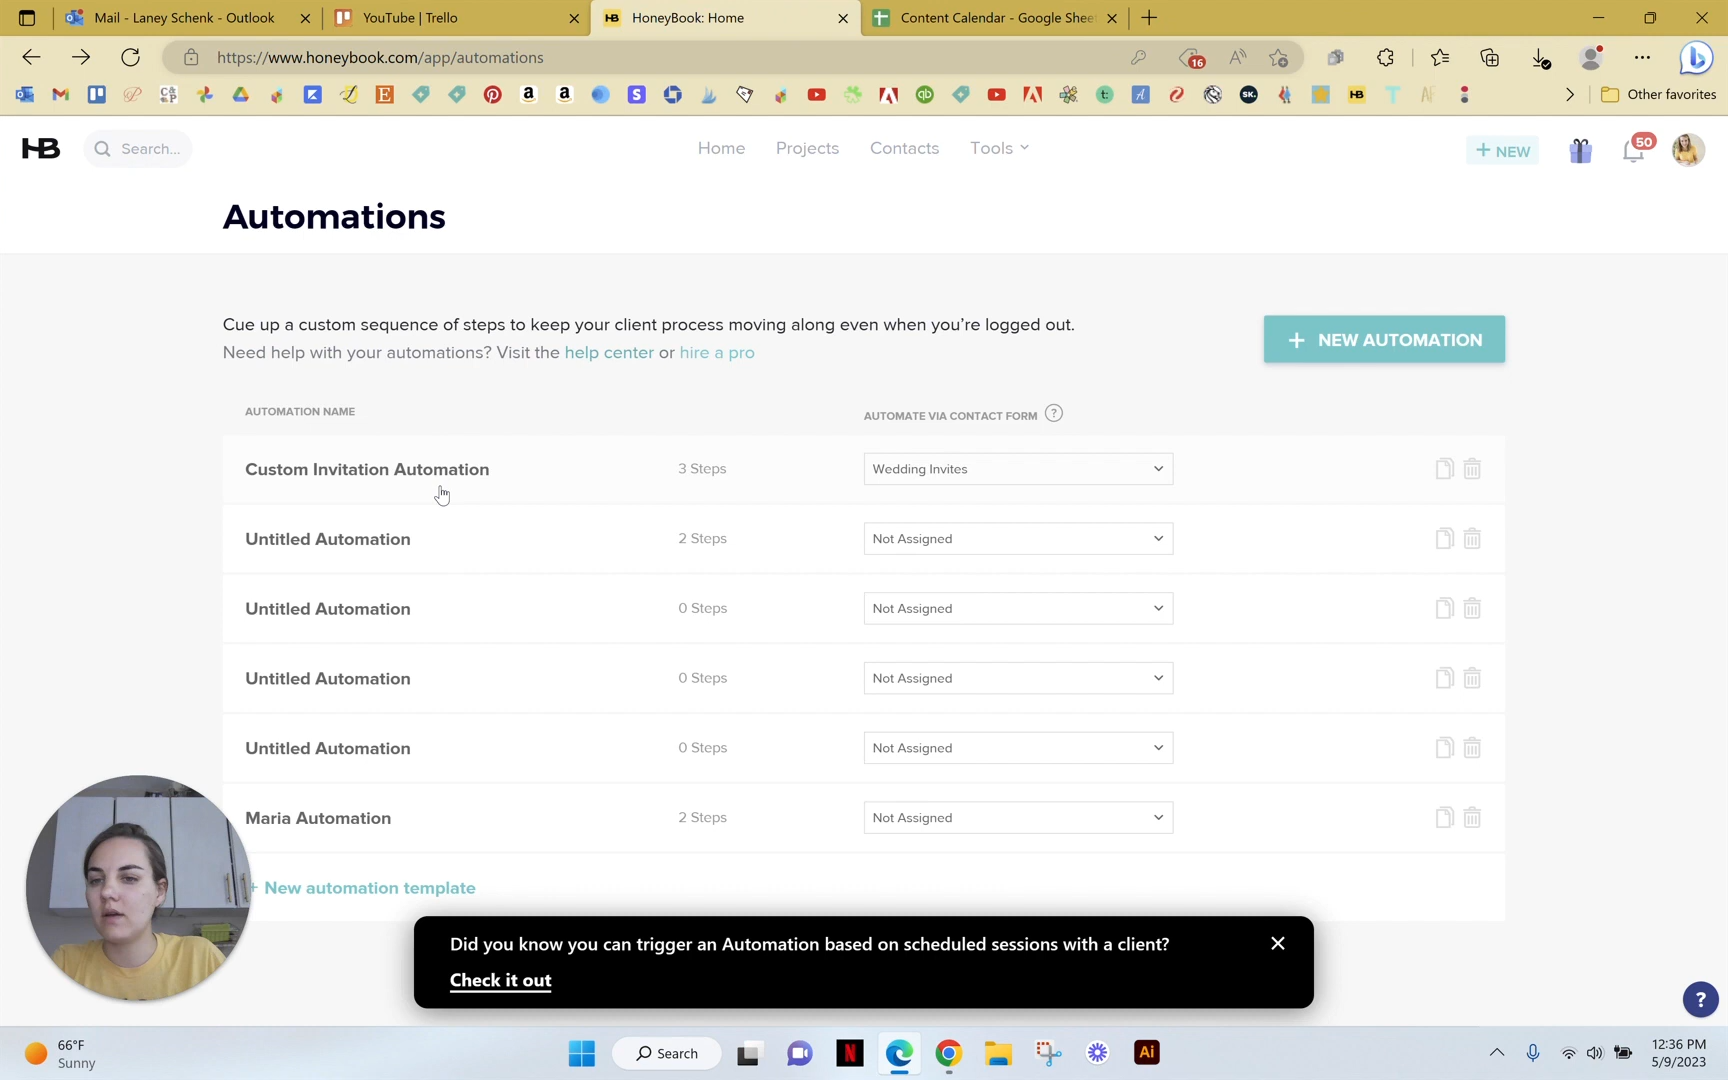 Mail - Laney Schenk - Outlook
YouTube | Trello
HB HoneyBook: Home
Content Calendar - Google Shee
https://www.honeybook.com/app/automations
16
Other favorites
HB
Search...
Home
Projects
Contacts
Tools
+ NEW
50
Automations
Cue up a custom sequence of steps to keep your client process moving along even when you're logged out.
Need help with your automations? Visit the help center or hire a pro
+ NEW AUTOMATION
AUTOMATION NAME
AUTOMATE VIA CONTACT FORM ?
Custom Invitation Automation
3 Steps
Wedding Invites
Untitled Automation
2 Steps
Not Assigned
Untitled Automation
0 Steps
Not Assigned
Untitled Automation
0 Steps
Not Assigned
Untitled Automation
0 Steps
Not Assigned
Maria Automation
2 Steps
Not Assigned
+ New automation template
Did you know you can trigger an Automation based on scheduled sessions with a client?
Check it out
?
66°F
Sunny
Search
N
Ai
12:36 PM
5/9/2023